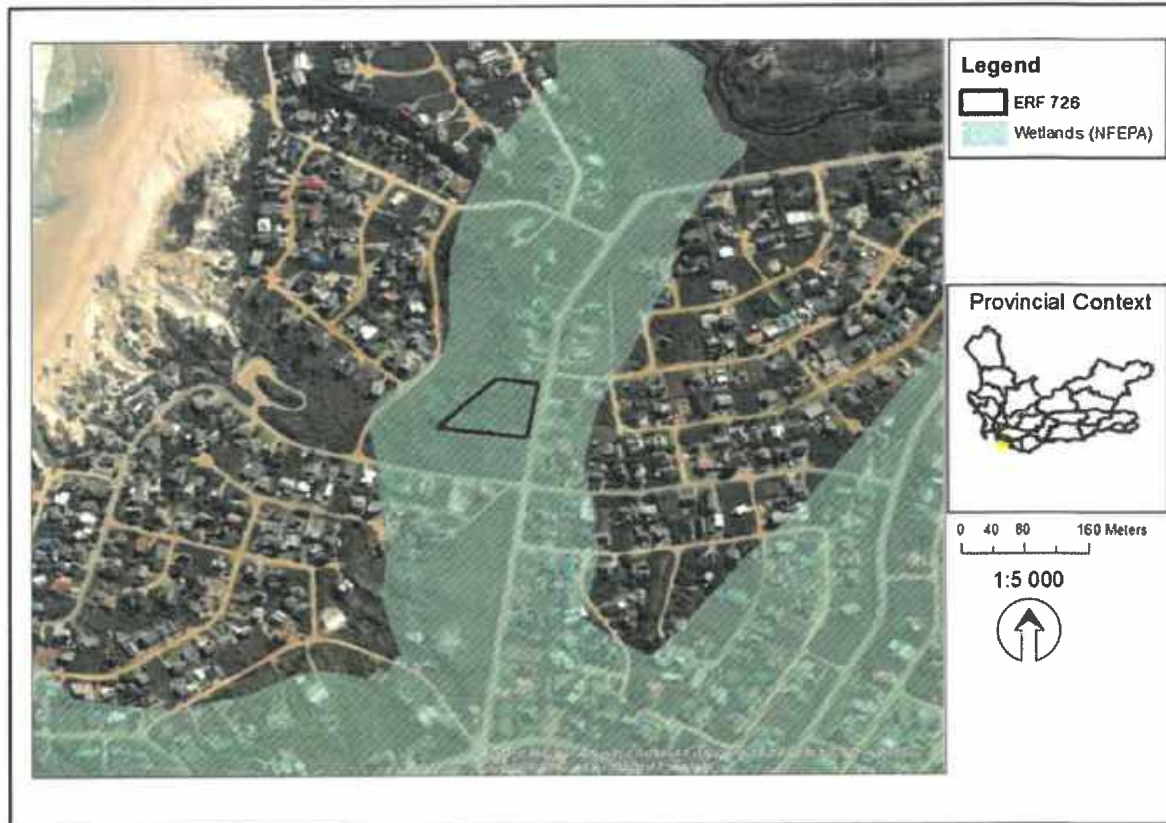 Legend
ERF 726
Wetlands (NFEPA)
Provincial Context
0 40 80 160 Meters
1:5 000